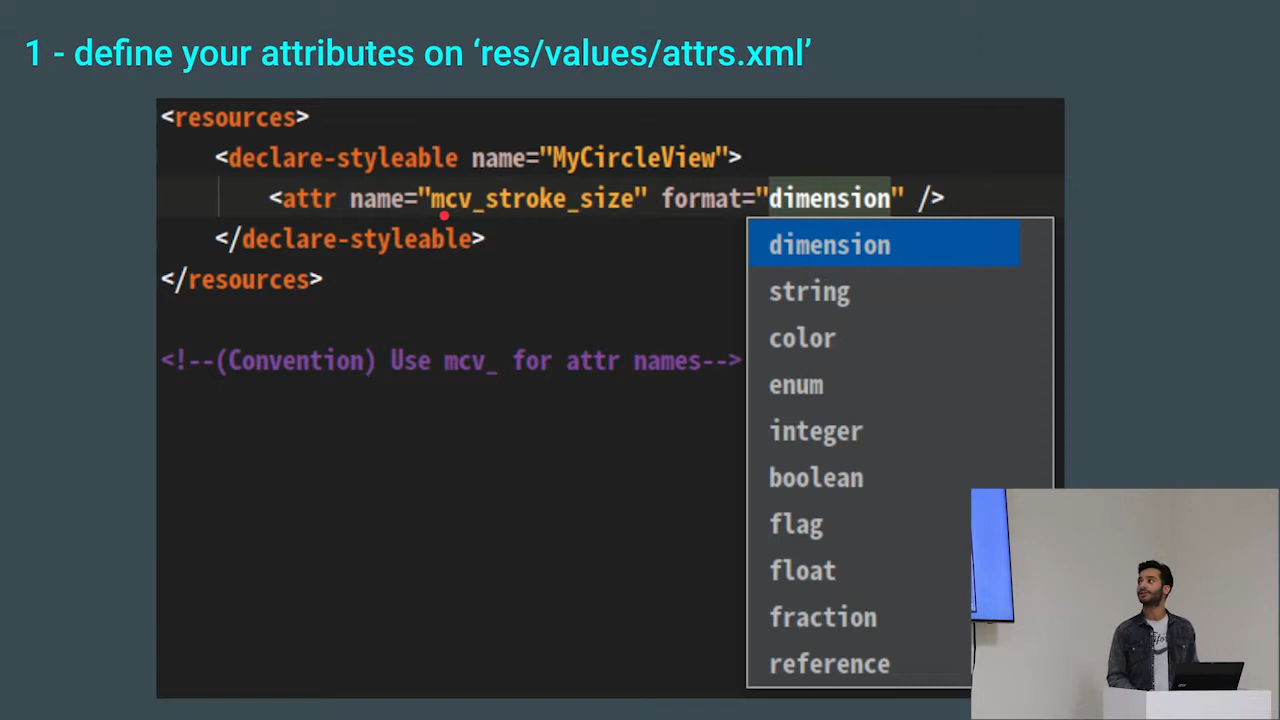 1 - define your attributes on ‘res/values/attrs.xml’
<resources>
<declare-styleable name="MyCircleView">
<attr name="mcv_stroke_size" format="dimension" />
</declare-styleable>
</resources>
<!--(Convention) Use mcv_ for attr names-->
dimension
string
color
enum
integer
boolean
flag
float
fraction
reference